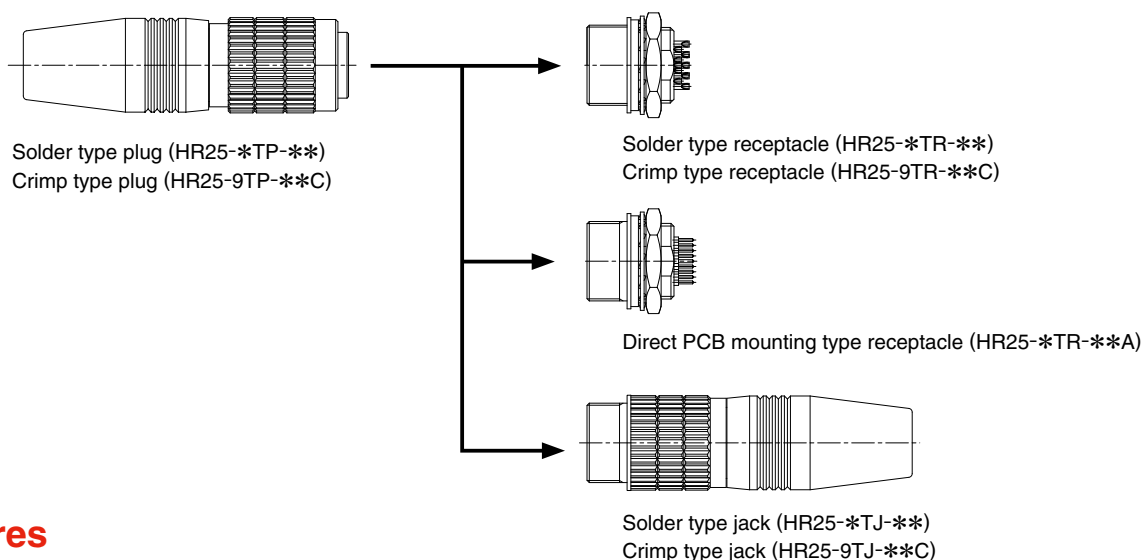 Solder type plug (HR25-*TP-**)
Crimp type plug (HR25-9TP-**C)
Solder type receptacle (HR25-*TR-**)
Crimp type receptacle (HR25-9TR-**C)
Direct PCB mounting type receptacle (HR25-*TR-**A)
Solder type jack (HR25-*TJ-**)
Crimp type jack (HR25-9TJ-**C)
res